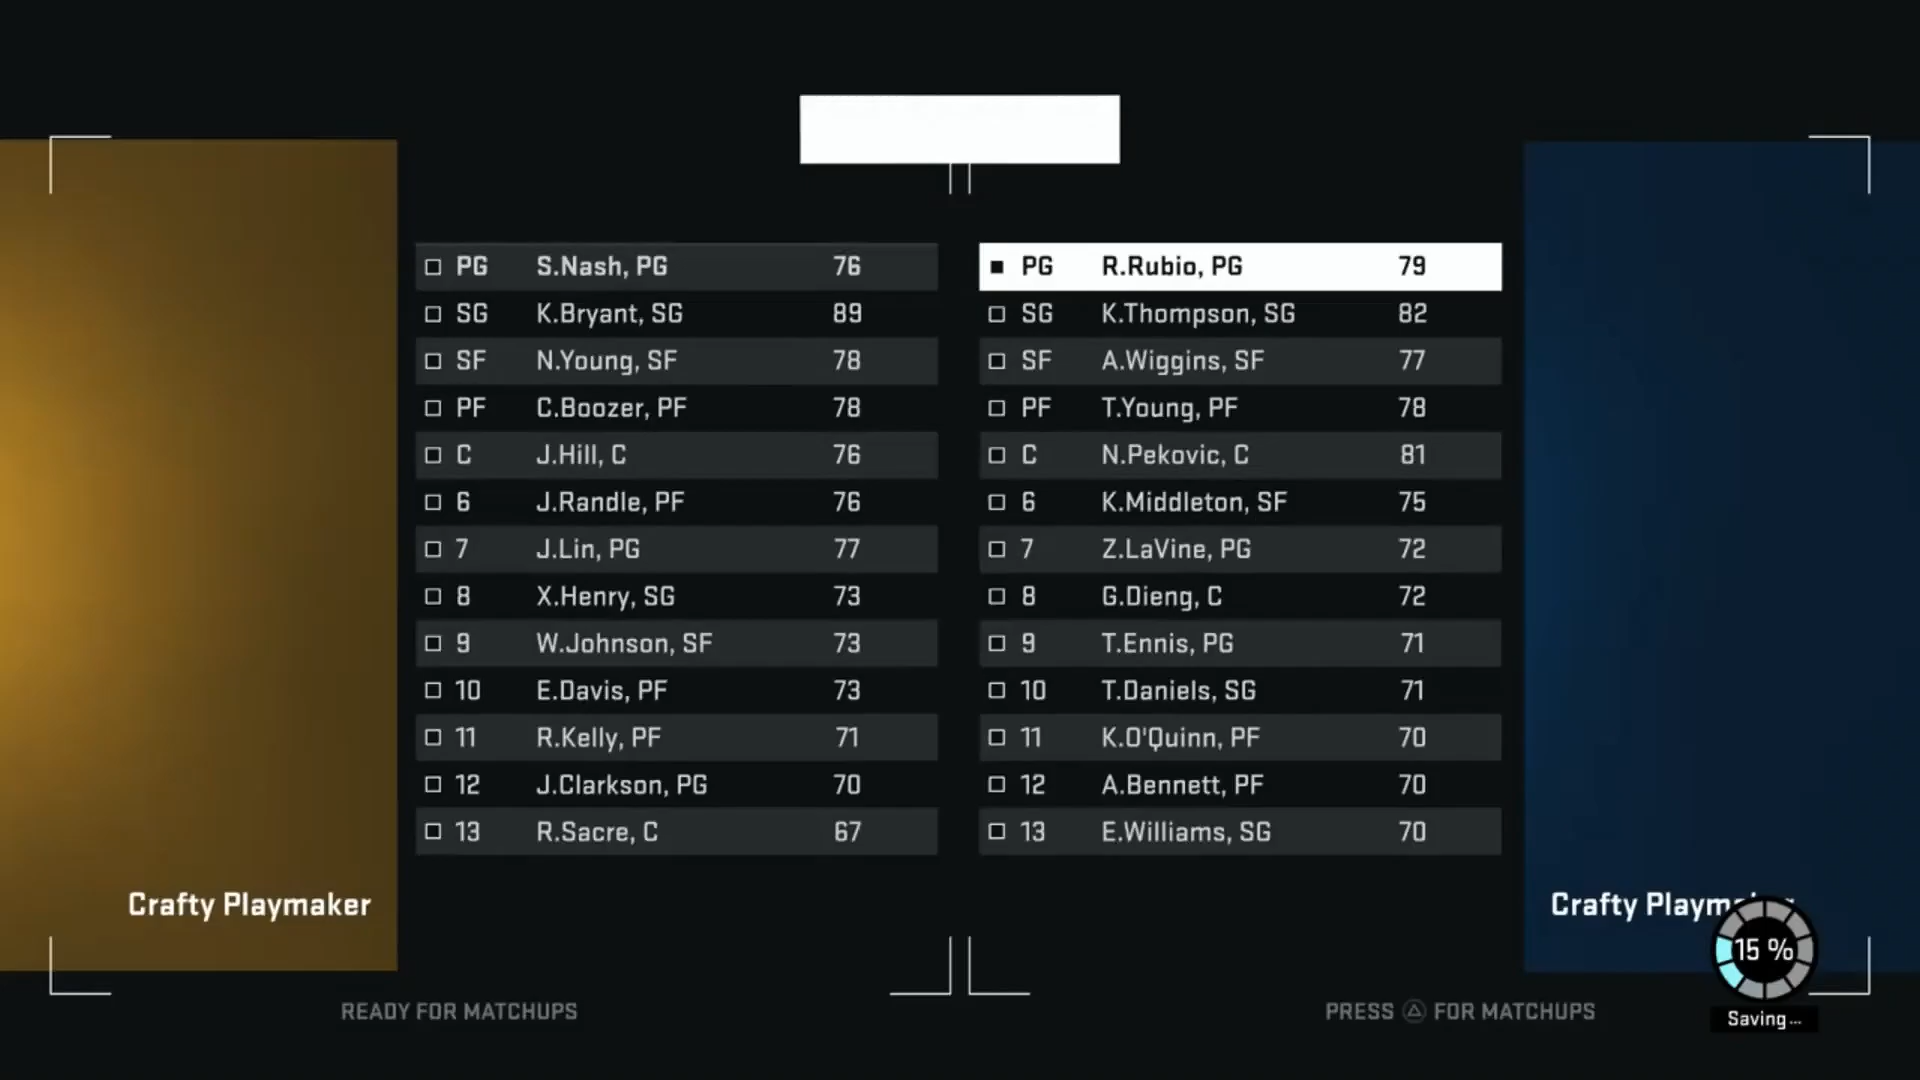 PG S.Nash, PG 76
SG K.Bryant, SG 89
SF N.Young, SF 78
PF C.Boozer, PF 78
C J.Hill, C 76
6 J.Randle, PF 76
7 J.Lin, PG 77
8 X.Henry, SG 73
9 W.Johnson, SF 73
10 E.Davis, PF 73
11 R.Kelly, PF 71
12 J.Clarkson, PG 70
13 R.Sacre, C 67
Crafty Playmaker
READY FOR MATCHUPS
PG R.Rubio, PG 79
SG K.Thompson, SG 82
SF A.Wiggins, SF 77
PF T.Young, PF 78
C N.Pekovic, C 81
6 K.Middleton, SF 75
7 Z.LaVine, PG 72
8 G.Dieng, C 72
9 T.Ennis, PG 71
10 T.Daniels, SG 71
11 K.O'Quinn, PF 70
12 A.Bennett, PF 70
13 E.Williams, SG 70
Crafty Playmaker
PRESS △ FOR MATCHUPS
15 %
Saving...